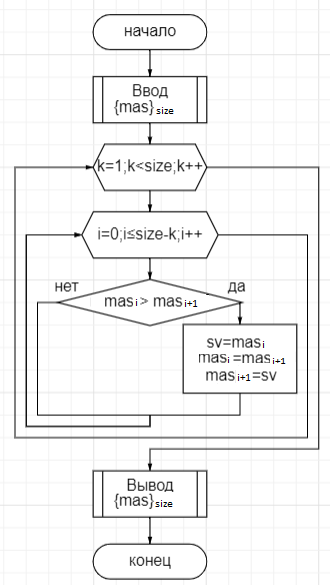 начало
Ввод
{mas}size
k=1;k<size;k++
i=0;i≤size-k;i++
нет
да
masi > masi+1
sv=masi
masi =masi+1
masi+1=sv
Вывод
{mas}size
конец